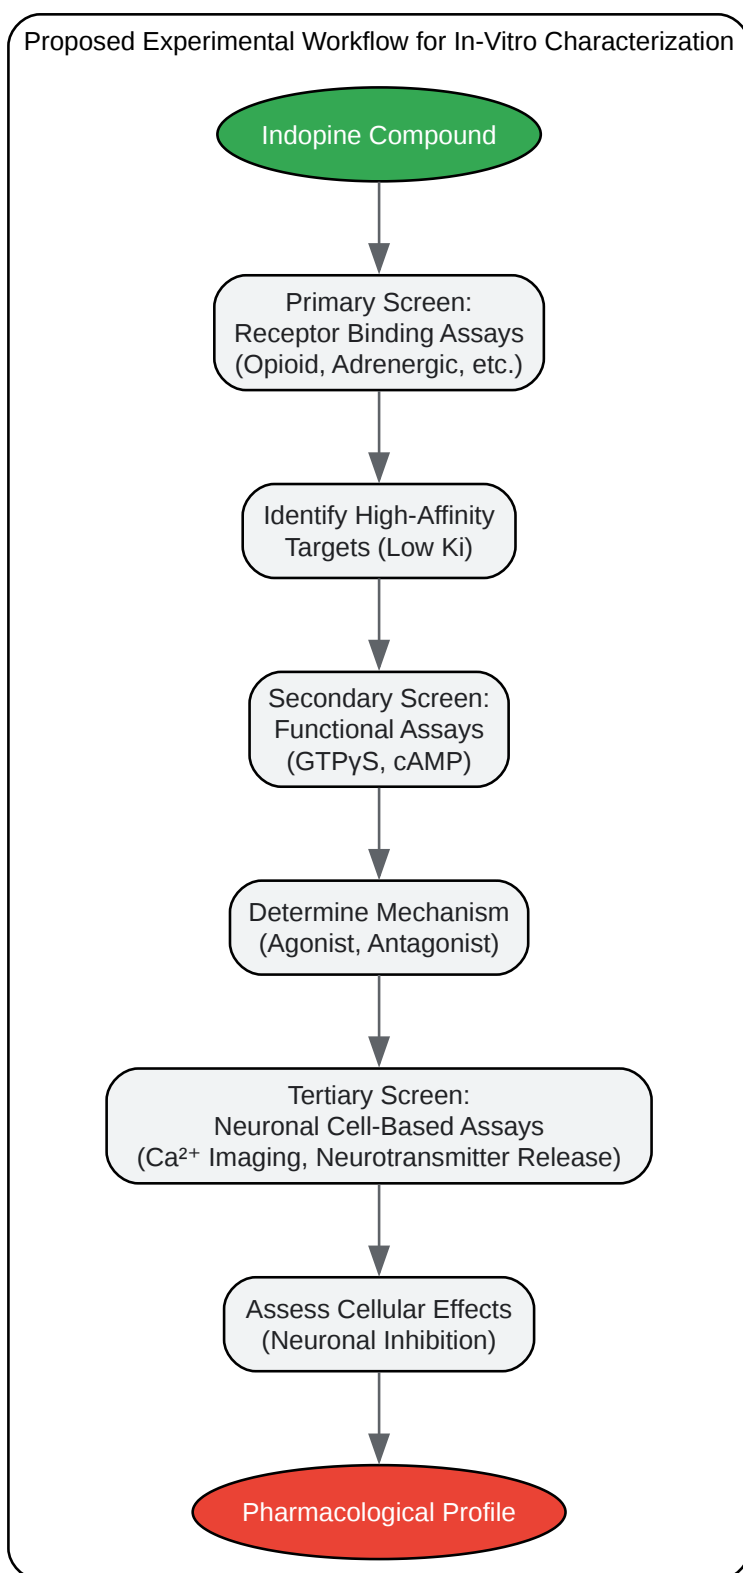 Proposed Experimental Workflow for In-Vitro Characterization
Indopine Compound
Primary Screen:
Receptor Binding Assays
(Opioid, Adrenergic, etc.)
Identify High-Affinity
Targets (Low Ki)
Secondary Screen:
Functional Assays
(GTPγS, cAMP)
Determine Mechanism
(Agonist, Antagonist)
Tertiary Screen:
Neuronal Cell-Based Assays
(Ca²⁺ Imaging, Neurotransmitter Release)
Assess Cellular Effects
(Neuronal Inhibition)
Pharmacological Profile